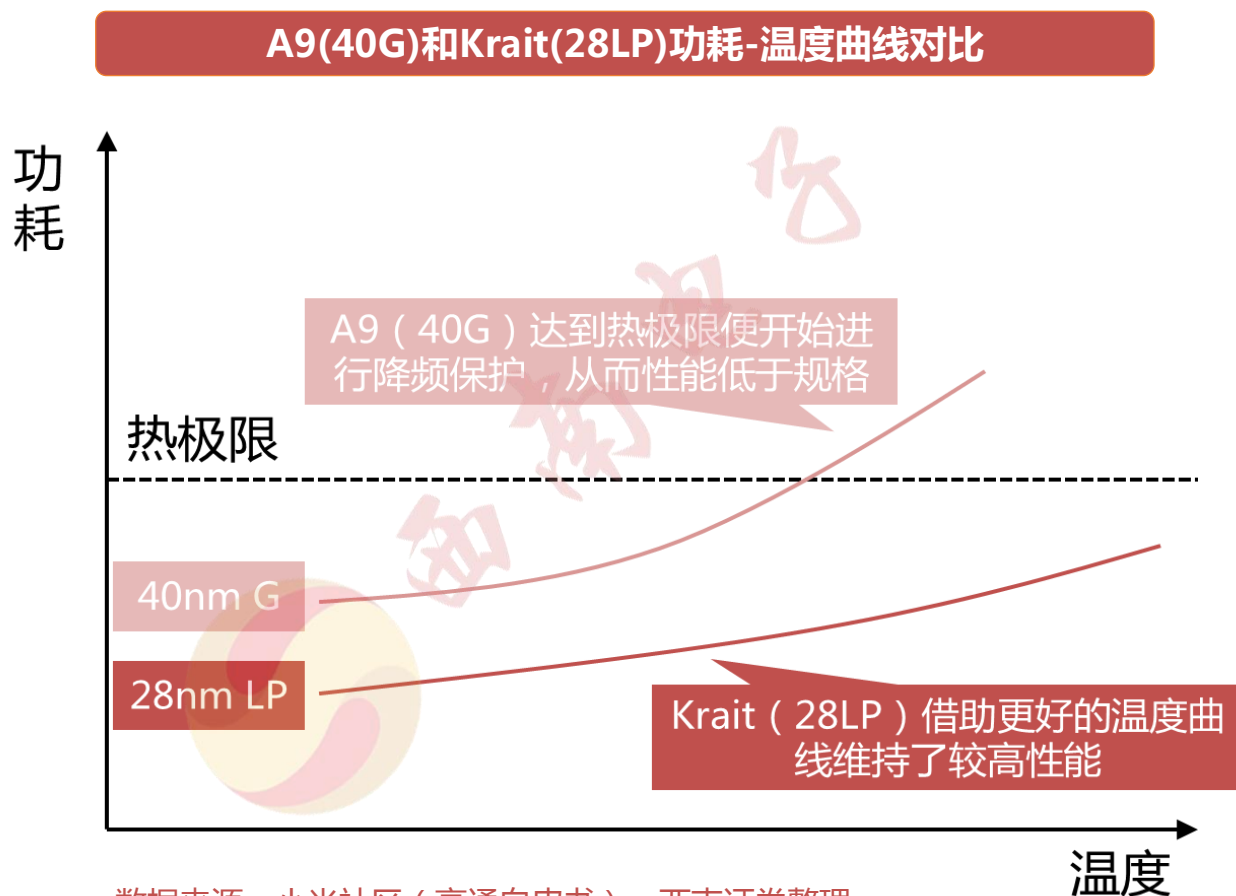 A9(40G)和Krait(28LP)功耗-温度曲线对比
功
耗
A9（40G）达到热极限便开始进
行降频保护，从而性能低于规格
热极限
40nm G
28nm LP
Krait（28LP）借助更好的温度曲
线维持了较高性能
温度